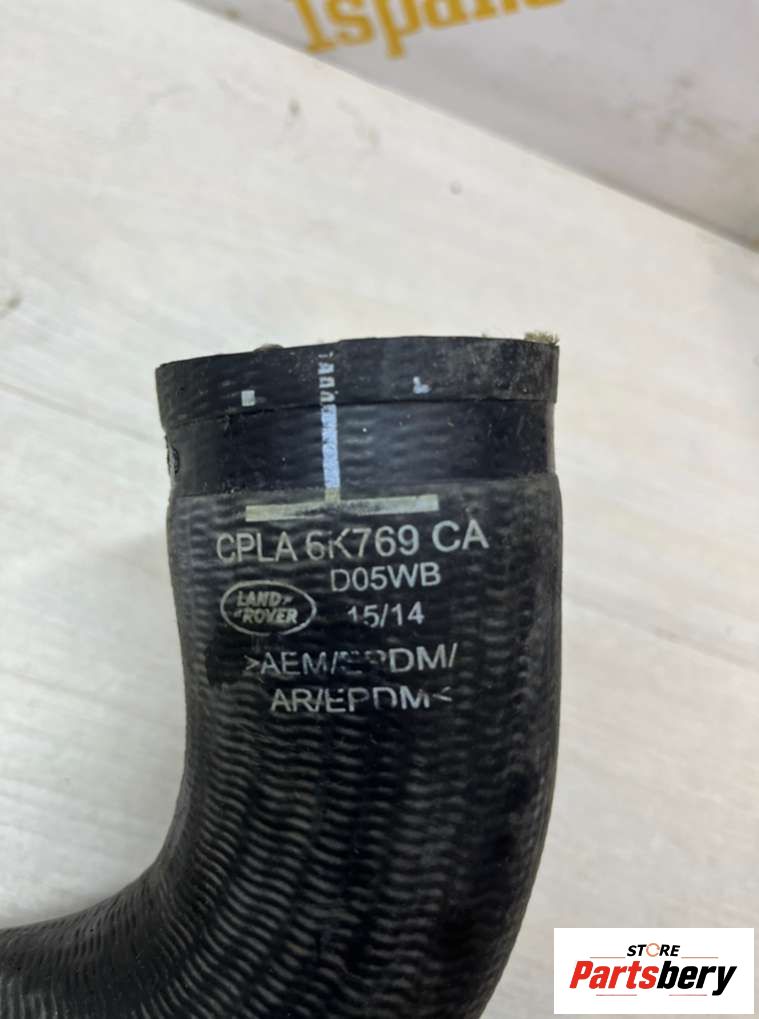 CPLA 6K769 CA
D05WB
LAND
ROVER
15/14
>AEM/EPDM/
AR/EPDM<
STORE
Partsbery